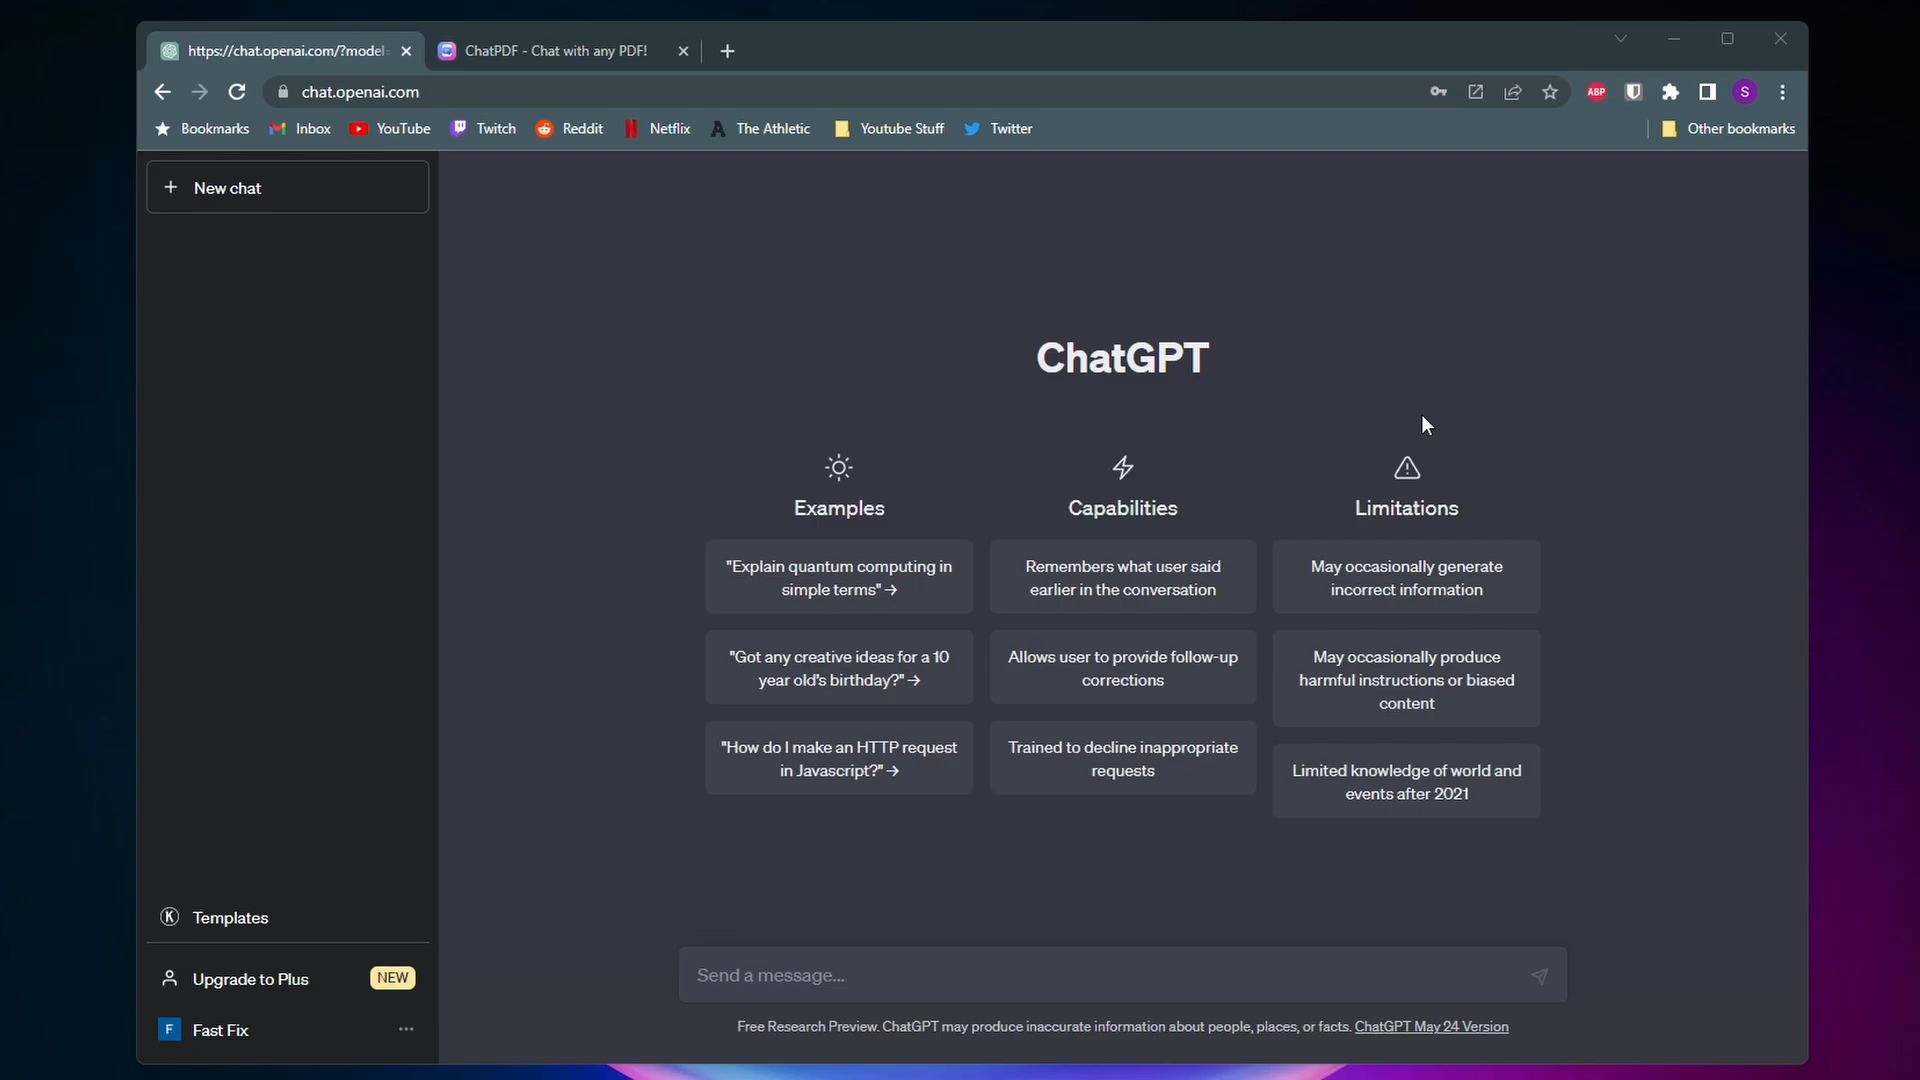 https://chat.openai.com/?model=
ChatPDF - Chat with any PDF!
chat.openai.com
ABP
S
Bookmarks
Inbox
YouTube
Twitch
Reddit
Netflix
The Athletic
Youtube Stuff
Twitter
Other bookmarks
New chat
ChatGPT
Examples
"Explain quantum computing in
simple terms" →
"Got any creative ideas for a 10
year old's birthday?" →
"How do I make an HTTP request
in Javascript?" →
Capabilities
Remembers what user said
earlier in the conversation
Allows user to provide follow-up
corrections
Trained to decline inappropriate
requests
Limitations
May occasionally generate
incorrect information
May occasionally produce
harmful instructions or biased
content
Limited knowledge of world and
events after 2021
K Templates
Upgrade to Plus NEW
F Fast Fix
Send a message...
Free Research Preview. ChatGPT may produce inaccurate information about people, places, or facts. ChatGPT May 24 Version